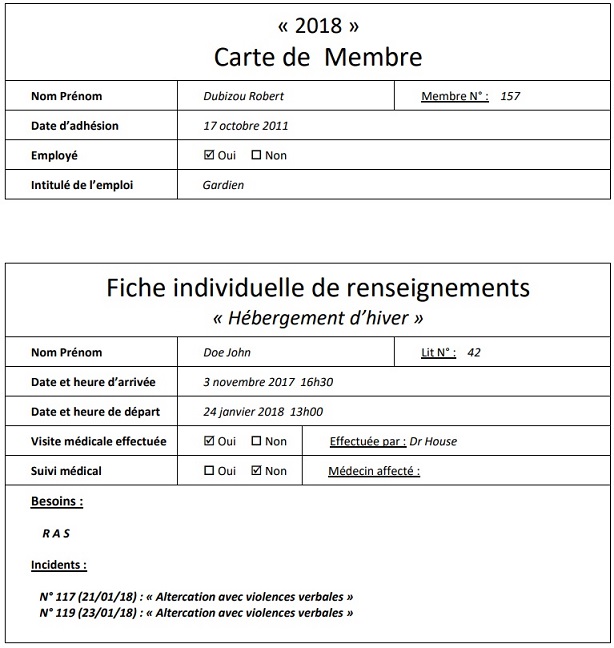 « 2018 »
Carte de Membre
Nom Prénom Dubizou Robert Membre N° : 157
Date d’adhésion 17 octobre 2011
Employé ☑ Oui ☐ Non
Intitulé de l’emploi Gardien
Fiche individuelle de renseignements
« Hébergement d’hiver »
Nom Prénom Doe John Lit N° : 42
Date et heure d’arrivée 3 novembre 2017 16h30
Date et heure de départ 24 janvier 2018 13h00
Visite médicale effectuée ☑ Oui ☐ Non Effectuée par : Dr House
Suivi médical ☐ Oui ☑ Non Médecin affecté :
Besoins :
R A S
Incidents :
N° 117 (21/01/18) : « Altercation avec violences verbales »
N° 119 (23/01/18) : « Altercation avec violences verbales »